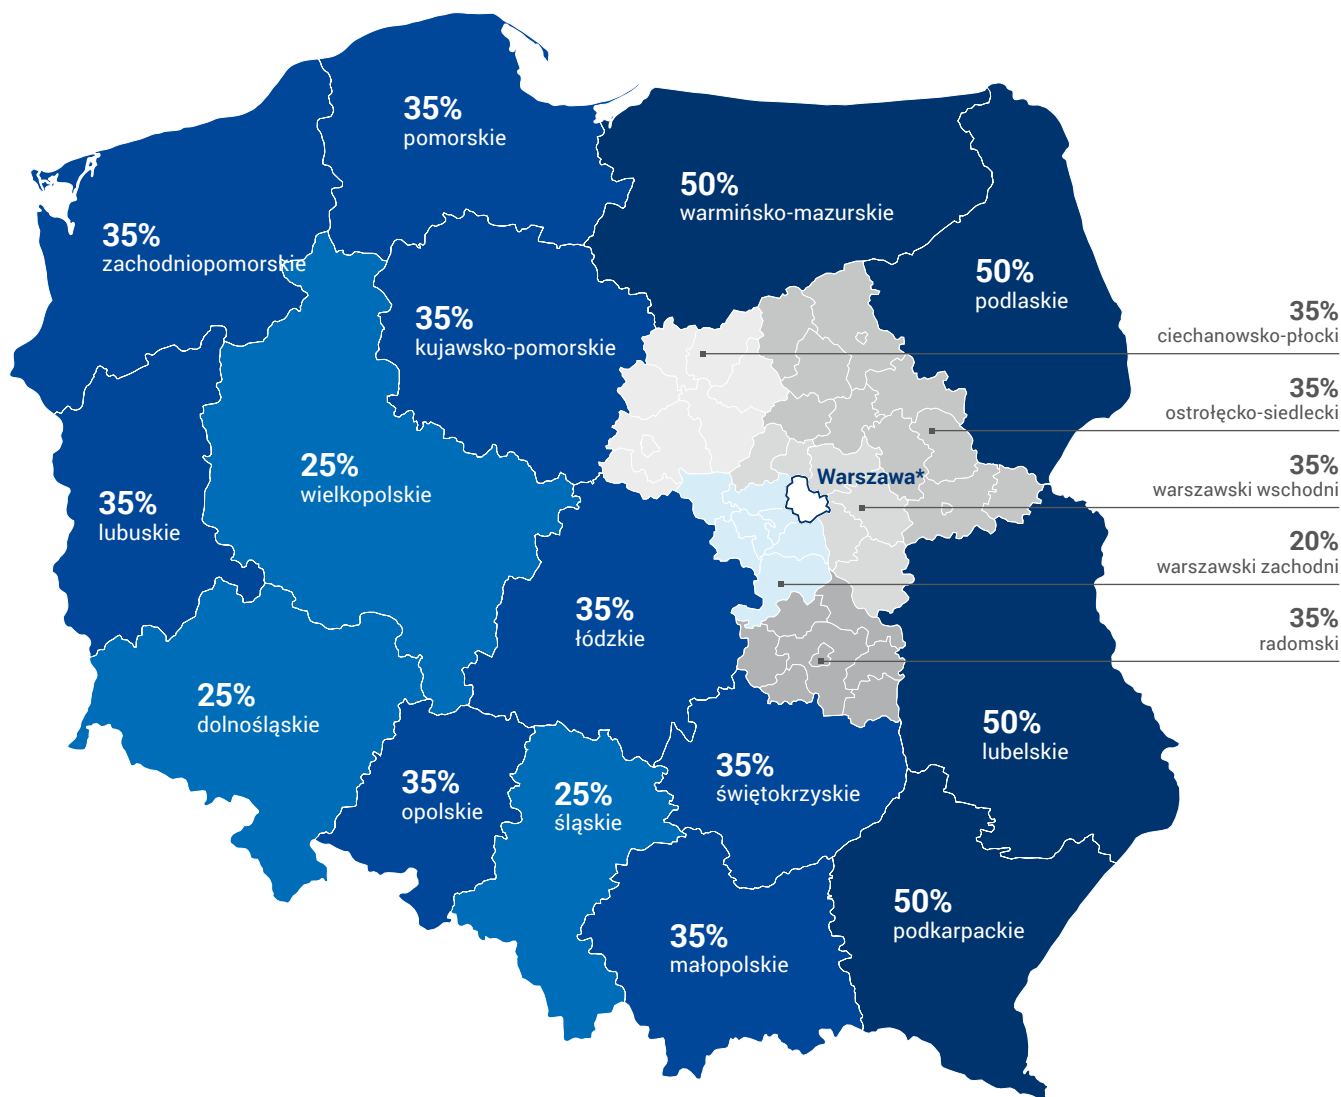 35%
pomorskie
50%
warmińsko-mazurskie
35%
zachodniopomorskie
50%
podlaskie
35%
kujawsko-pomorskie
35%
ciechanowsko-płocki
35%
ostrołęcko-siedlecki
25%
wielkopolskie
Warszawa*
35%
warszawski wschodni
35%
lubuskie
20%
warszawski zachodni
35%
łódzkie
35%
radomski
25%
dolnośląskie
50%
lubelskie
35%
opolskie
25%
śląskie
35%
świętokrzyskie
50%
podkarpackie
35%
małopolskie